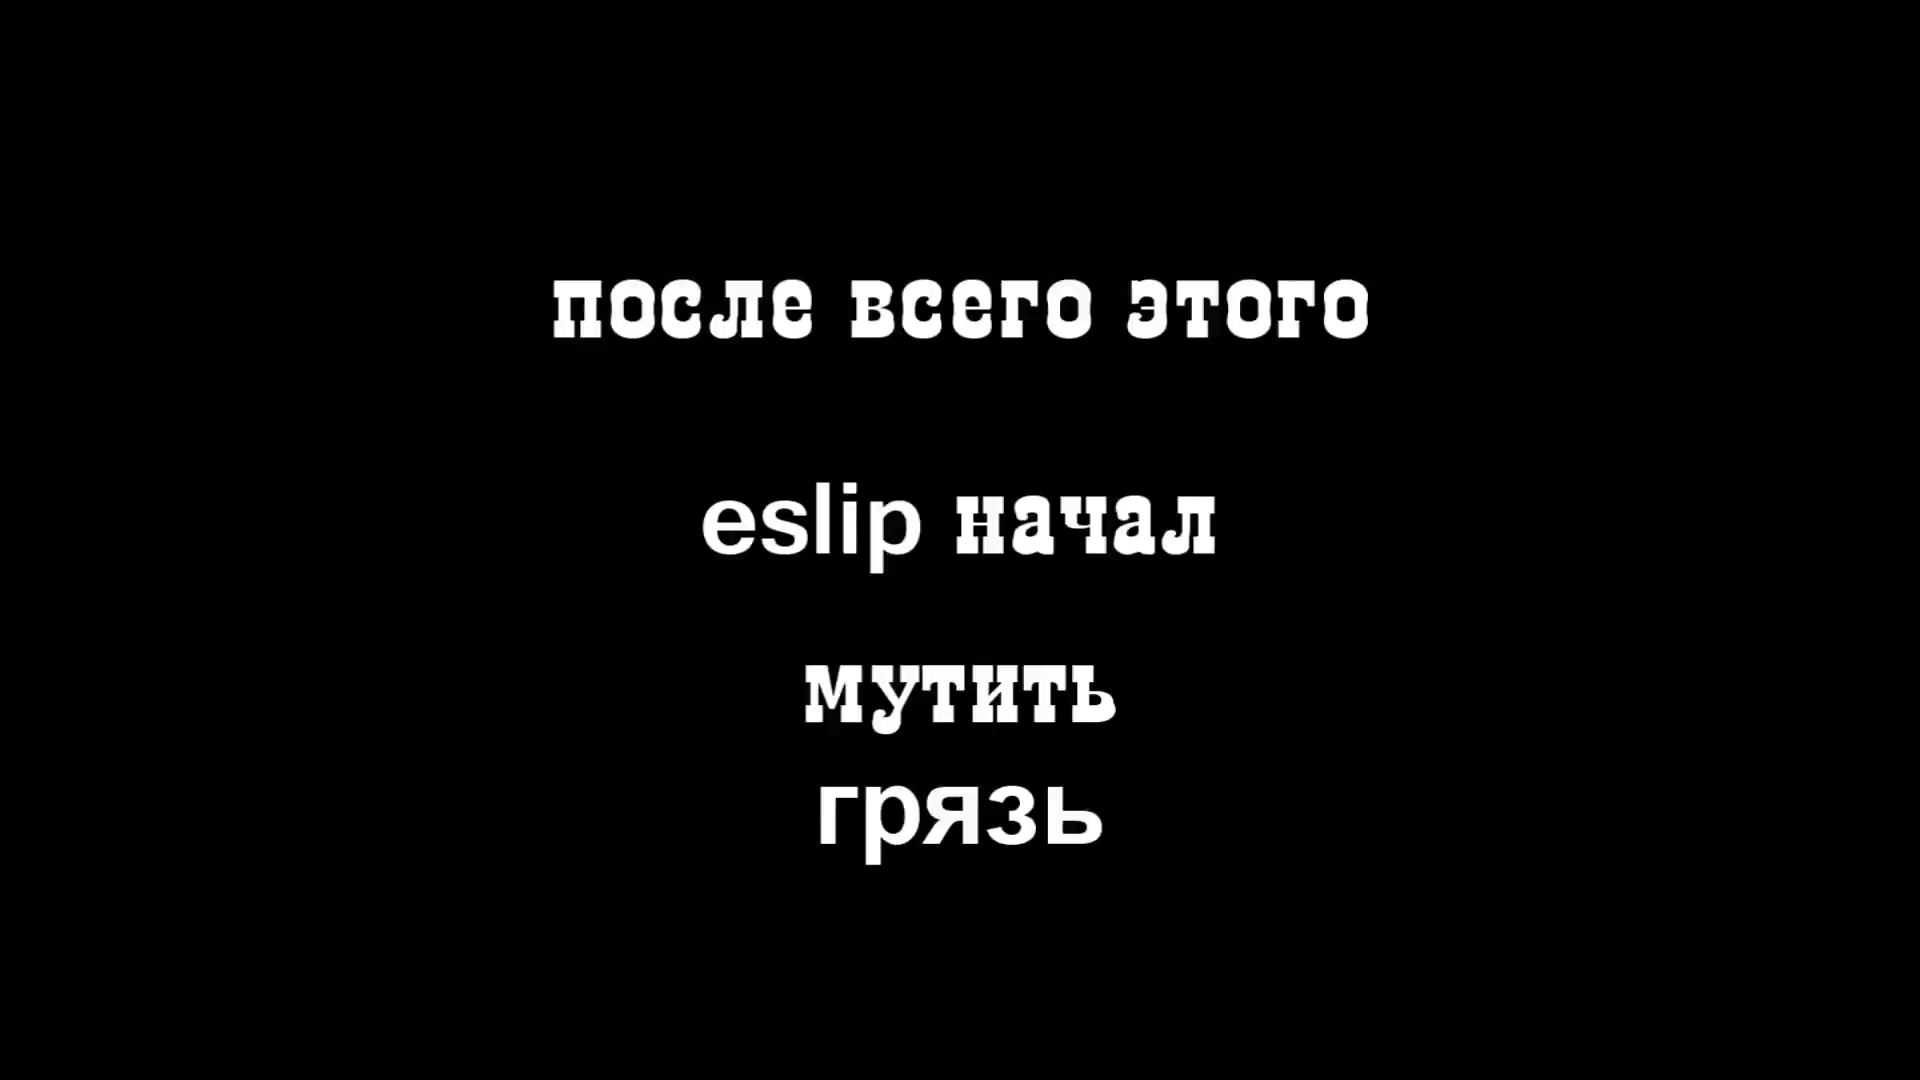 после всего этого
eslip начал
мутить
грязь